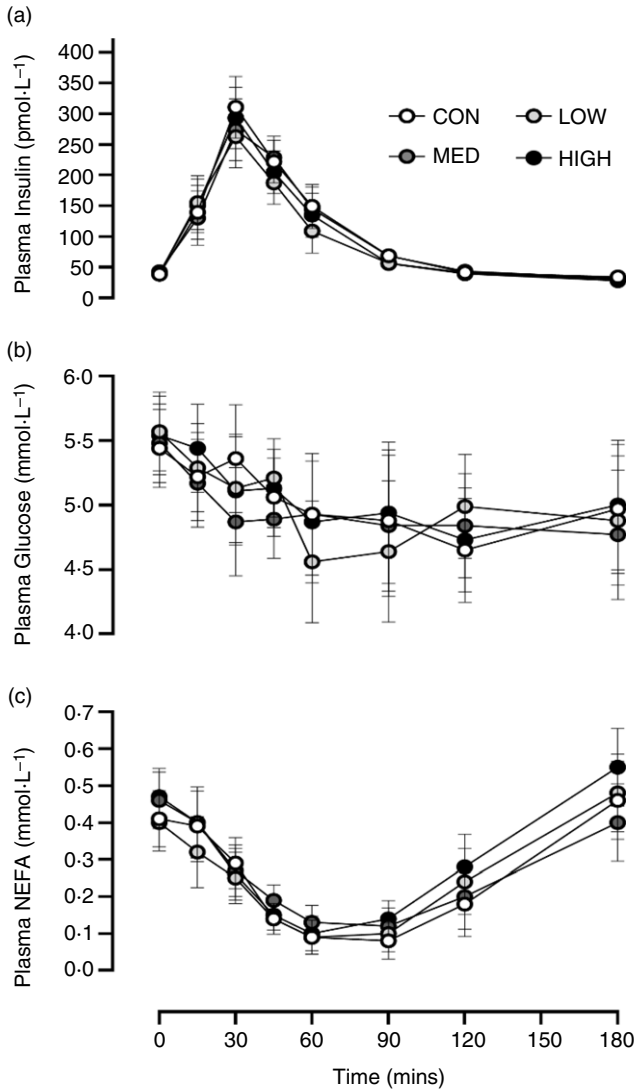 (a)
400
350
300
250
200
150
100
50
0
Plasma Insulin (pmol·L⁻¹)
CON
LOW
MED
HIGH
(b)
6·0
5·5
5·0
4·5
4·0
Plasma Glucose (mmol·L⁻¹)
(c)
0·7
0·6
0·5
0·4
0·3
0·2
0·1
0·0
Plasma NEFA (mmol·L⁻¹)
0 30 60 90 120 150 180
Time (mins)